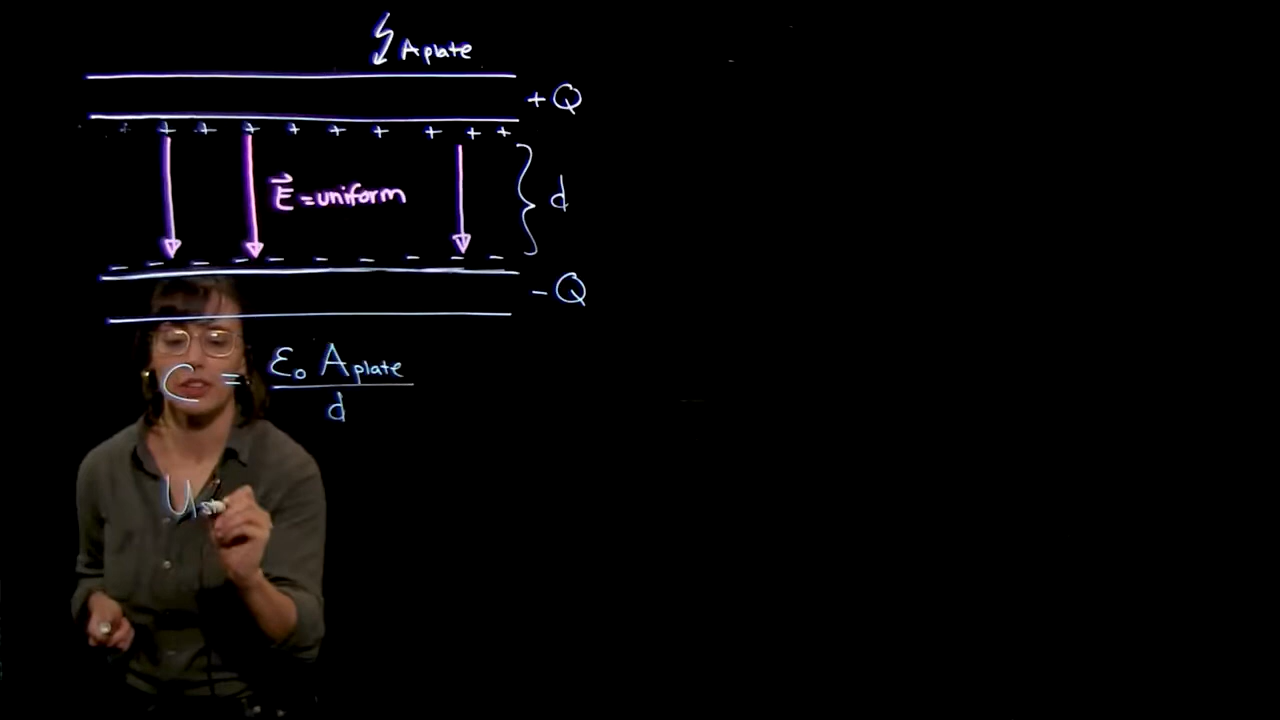 A plate
+ Q
+ + + + + + + + + +
E⃗ = uniform
d
- - - - - - - - - -
- Q
C = ε₀ A plate / d
U